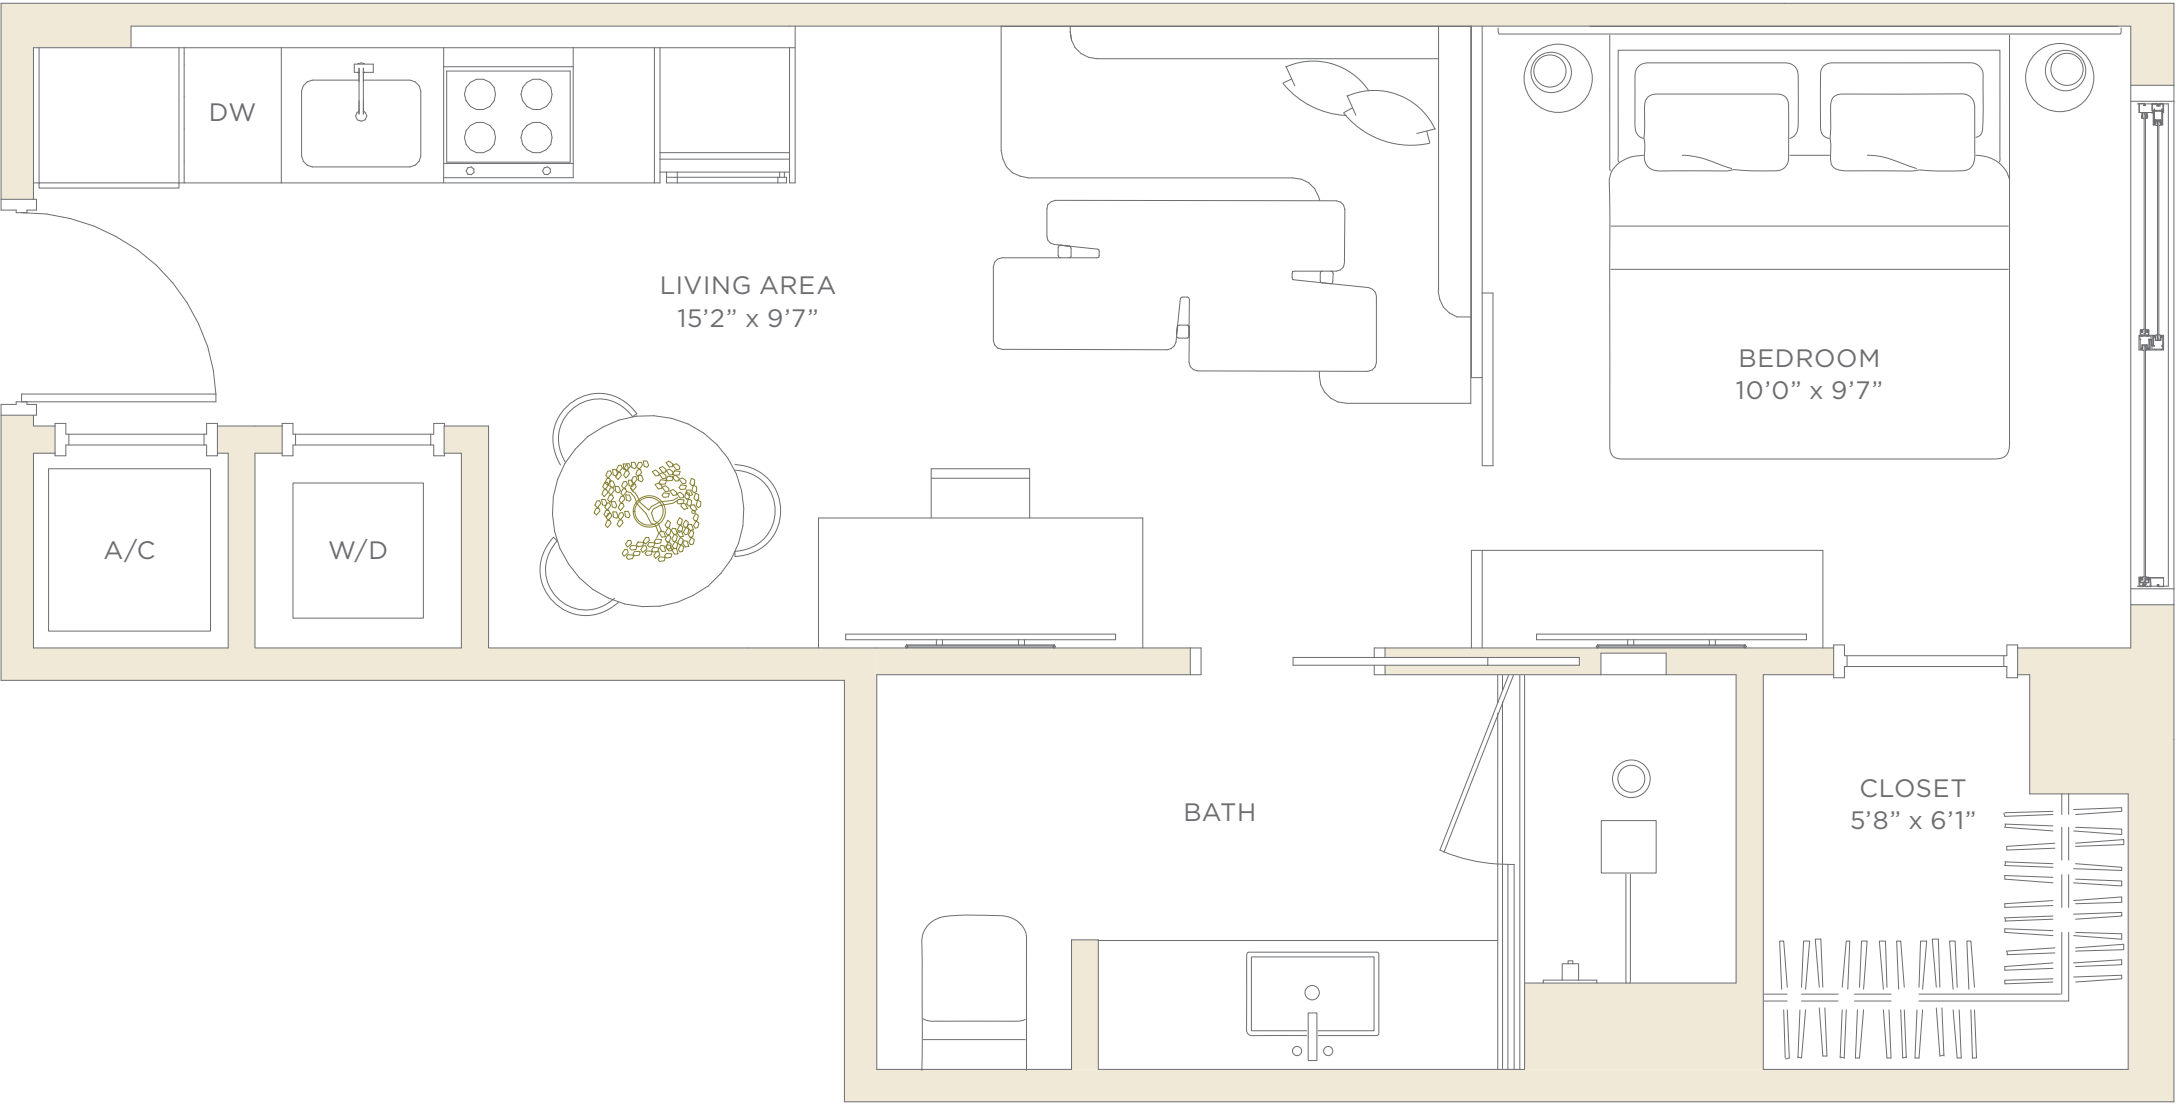 DW
LIVING AREA
15’2” x 9’7”
BEDROOM
10’0” x 9’7”
A/C
W/D
BATH
CLOSET
5’8” x 6’1”